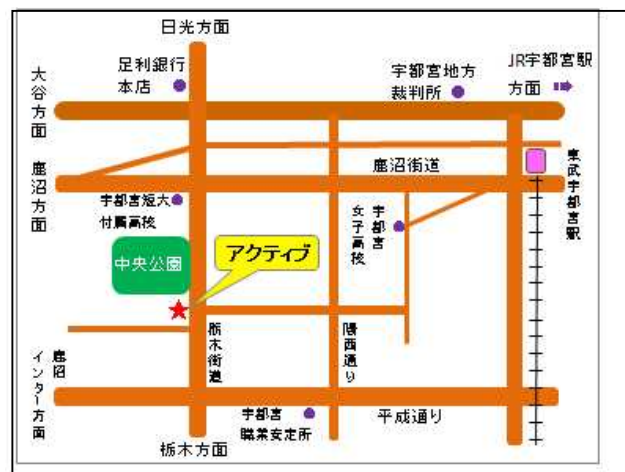 日光方面
足利銀行
本店
宇都宮地方
裁判所
JR宇都宮駅
方面
大谷方面
鹿沼街道
鹿沼方面
東武宇都宮駅
宇都宮短大
付属高校
宇都宮
女子高校
中央公園
アクティブ
栃木街道
陽西通り
鹿沼
インター方面
宇都宮
職業安定所
平成通り
栃木方面